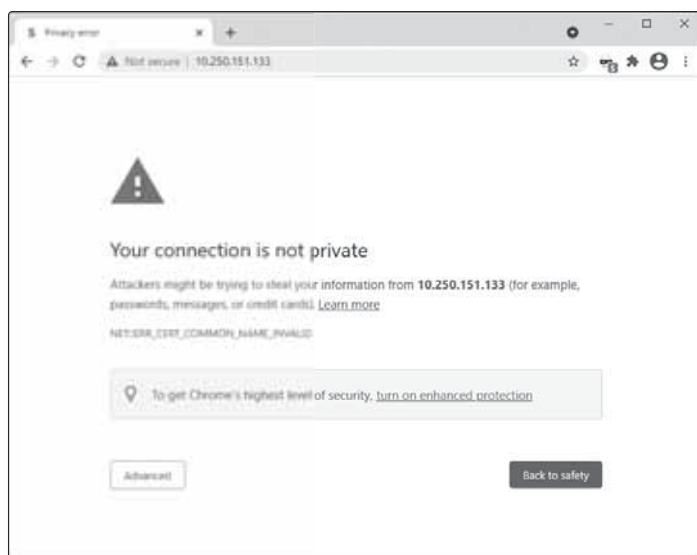 Privacy error
Not secure | 10.250.151.133
Your connection is not private
Attackers might be trying to steal your information from 10.250.151.133 (for example,
passwords, messages, or credit cards). Learn more
NET::ERR_CERT_COMMON_NAME_INVALID
To get Chrome's highest level of security, turn on enhanced protection
Advanced
Back to safety